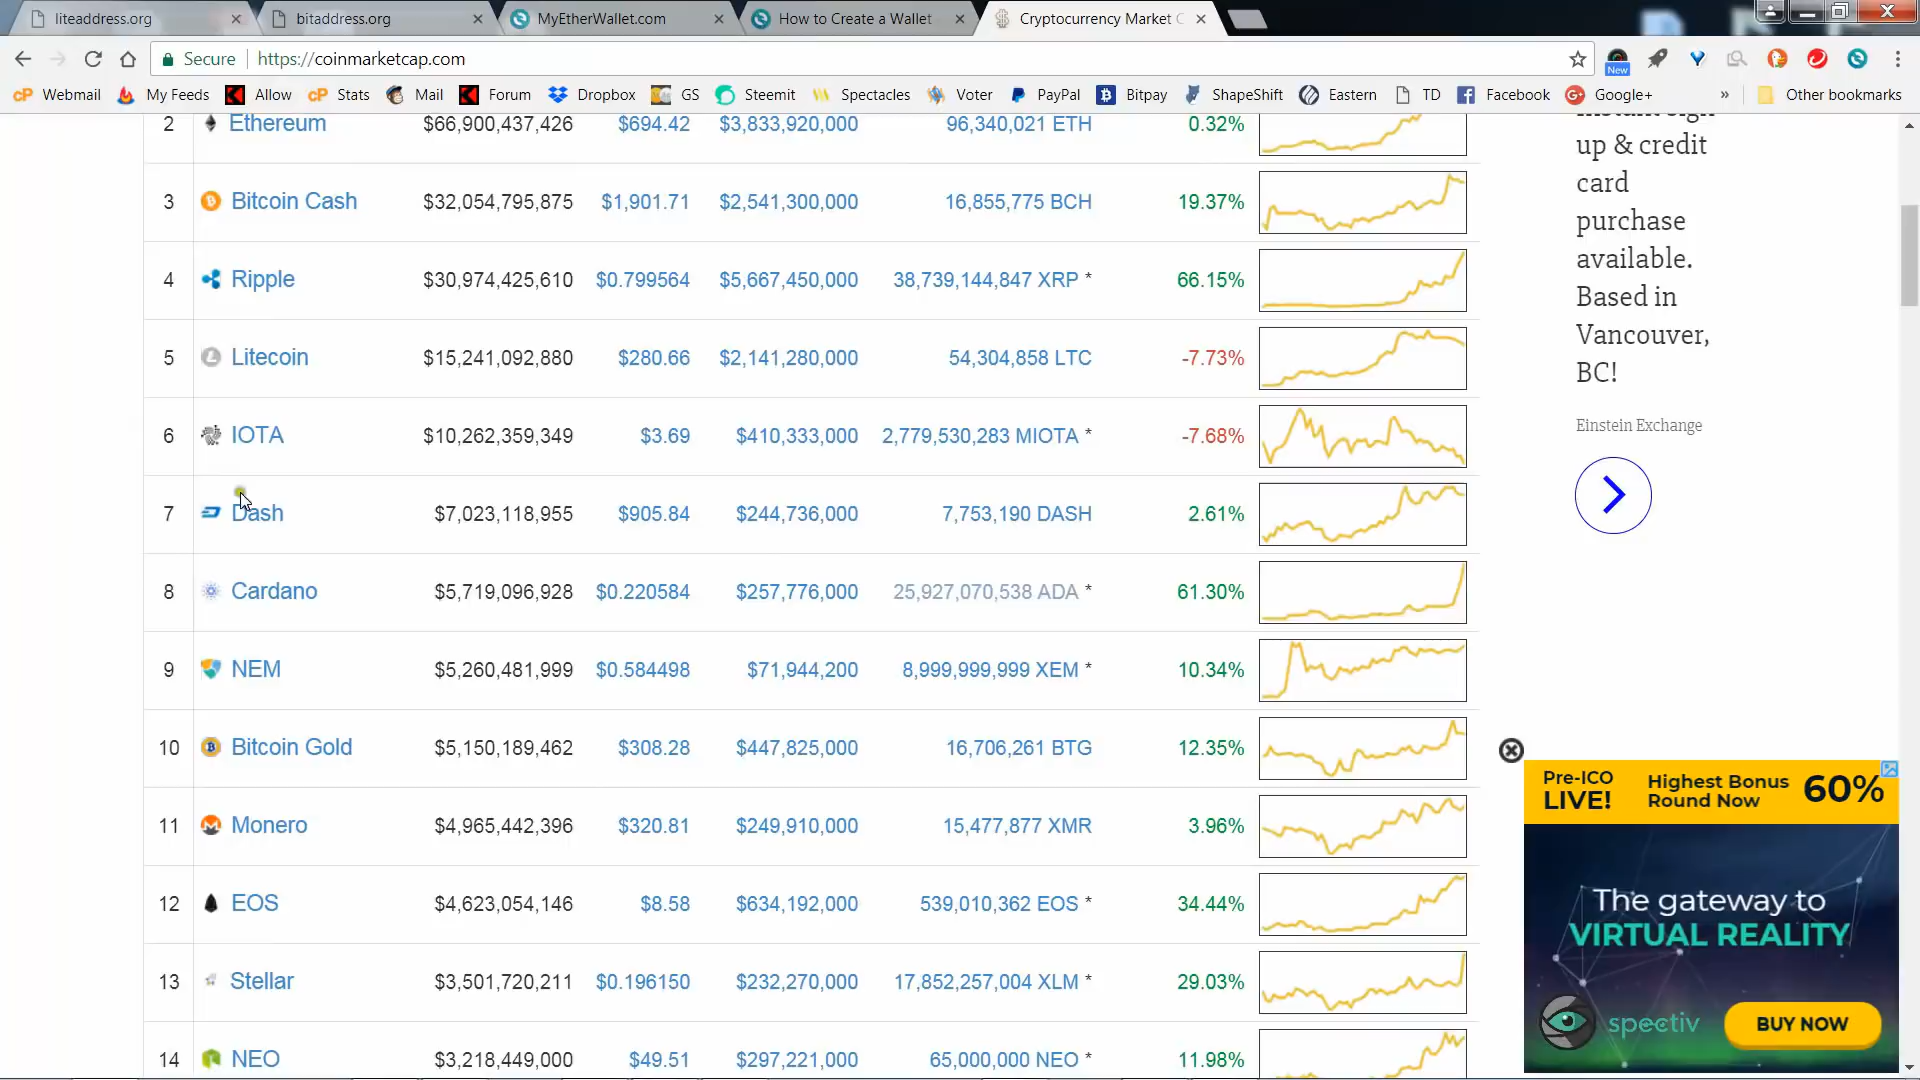 liteaddress.org
bitaddress.org
MyEtherWallet.com
How to Create a Wallet
Cryptocurrency Market C
Secure
https://coinmarketcap.com
New
cP Webmail
My Feeds
Allow
cP Stats
Mail
Forum
Dropbox
GS
Steemit
Spectacles
Voter
PayPal
Bitpay
ShapeShift
Eastern
TD
Facebook
Google+
»
Other bookmarks
2 Ethereum $66,900,437,426 $694.42 $3,833,920,000 96,340,021 ETH 0.32%
3 Bitcoin Cash $32,054,795,875 $1,901.71 $2,541,300,000 16,855,775 BCH 19.37%
4 Ripple $30,974,425,610 $0.799564 $5,667,450,000 38,739,144,847 XRP * 66.15%
5 Litecoin $15,241,092,880 $280.66 $2,141,280,000 54,304,858 LTC -7.73%
6 IOTA $10,262,359,349 $3.69 $410,333,000 2,779,530,283 MIOTA * -7.68%
7 Dash $7,023,118,955 $905.84 $244,736,000 7,753,190 DASH 2.61%
8 Cardano $5,719,096,928 $0.220584 $257,776,000 25,927,070,538 ADA * 61.30%
9 NEM $5,260,481,999 $0.584498 $71,944,200 8,999,999,999 XEM * 10.34%
10 Bitcoin Gold $5,150,189,462 $308.28 $447,825,000 16,706,261 BTG 12.35%
11 Monero $4,965,442,396 $320.81 $249,910,000 15,477,877 XMR 3.96%
12 EOS $4,623,054,146 $8.58 $634,192,000 539,010,362 EOS * 34.44%
13 Stellar $3,501,720,211 $0.196150 $232,270,000 17,852,257,004 XLM * 29.03%
14 NEO $3,218,449,000 $49.51 $297,221,000 65,000,000 NEO * 11.98%
up & credit
card
purchase
available.
Based in
Vancouver,
BC!
Einstein Exchange
Pre-ICO
LIVE!
Highest Bonus
Round Now
60%
The gateway to
VIRTUAL REALITY
spectiv
BUY NOW